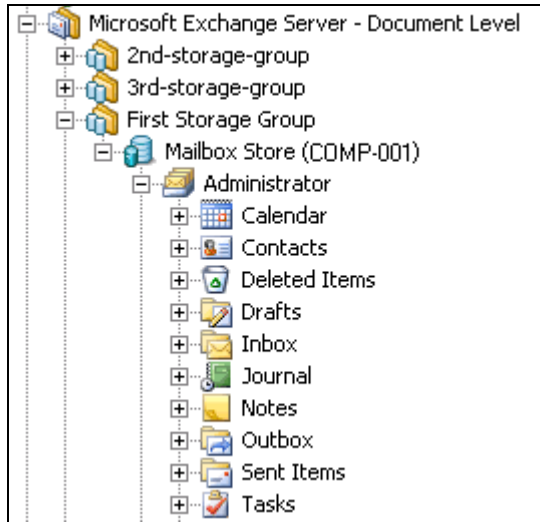 Microsoft Exchange Server - Document Level
2nd-storage-group
3rd-storage-group
First Storage Group
Mailbox Store (COMP-001)
Administrator
Calendar
Contacts
Deleted Items
Drafts
Inbox
Journal
Notes
Outbox
Sent Items
Tasks